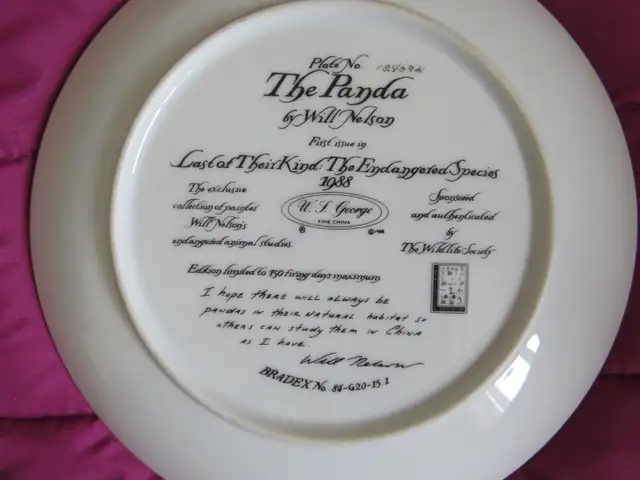 Plate No.
The Panda
by Will Nelson
First issue in
Last of Their Kind: The Endangered Species
1988
The exclusive
collection of painter
Will Nelson's
endangered animal studies.
W. S. George
FINE CHINA
® © 1988
Sponsored
and authenticated
by
The Wildlife Society
Edition limited to 150 firing days maximum
I hope there will always be
pandas in their natural habitat so
others can study them in China
as I have.
Will Nelson
BRADEX No. 84-G20-15.1